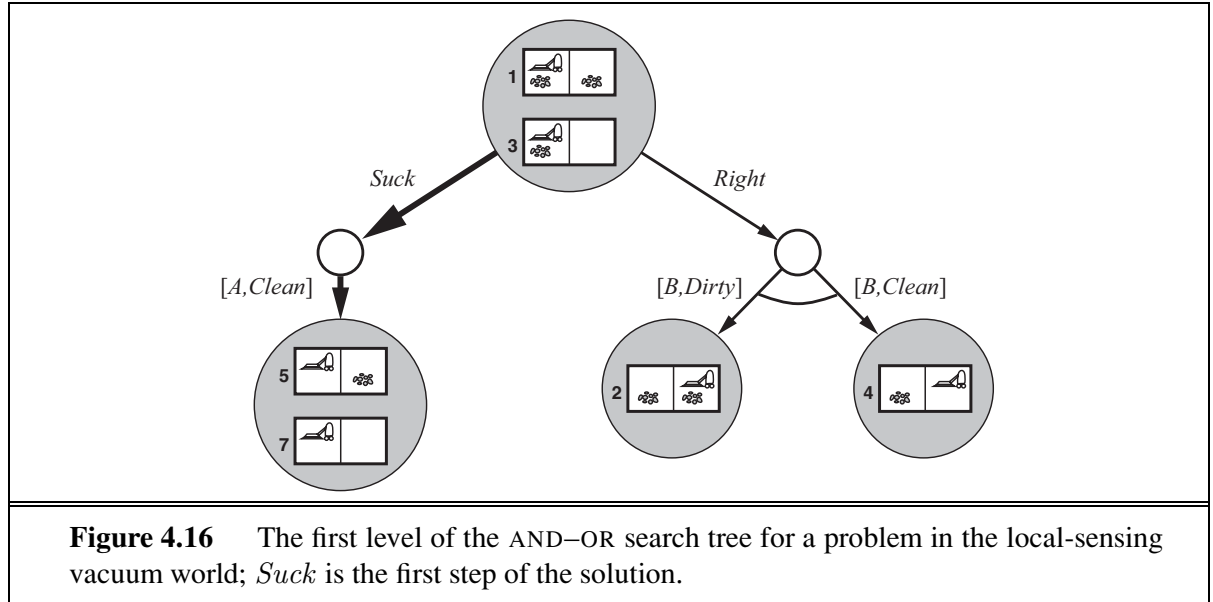 1
3
Suck
Right
[A,Clean]
[B,Dirty]
[B,Clean]
5
7
2
4
Figure 4.16 The first level of the AND–OR search tree for a problem in the local-sensing
vacuum world; Suck is the first step of the solution.